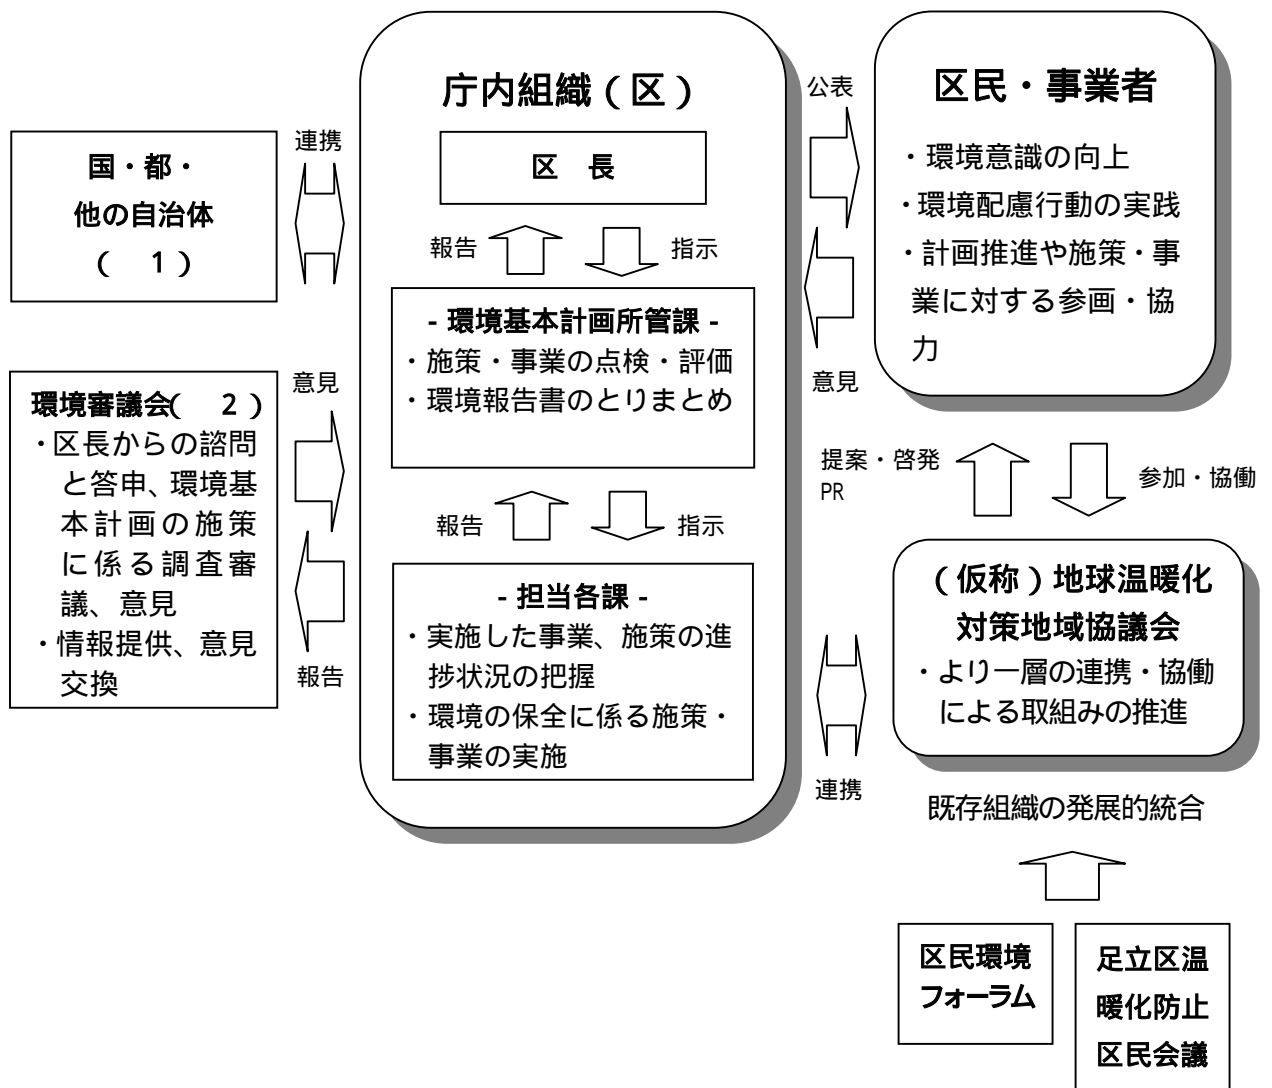 庁内組織（区）
区　長
報告
指示
- 環境基本計画所管課 -
・施策・事業の点検・評価
・環境報告書のとりまとめ
報告
指示
- 担当各課 -
・実施した事業、施策の進
捗状況の把握
・環境の保全に係る施策・
事業の実施
連携
国・都・
他の自治体
（　1）
意見
環境審議会（　2）
・区長からの諮問
と答申、環境基
本計画の施策
に係る調査審
議、意見
・情報提供、意見
交換
報告
公表
区民・事業者
・環境意識の向上
・環境配慮行動の実践
・計画推進や施策・事
業に対する参画・協
力
意見
提案・啓発
PR
参加・協働
（仮称）地球温暖化
対策地域協議会
・より一層の連携・協働
による取組みの推進
連携
既存組織の発展的統合
区民環境
フォーラム
足立区温
暖化防止
区民会議